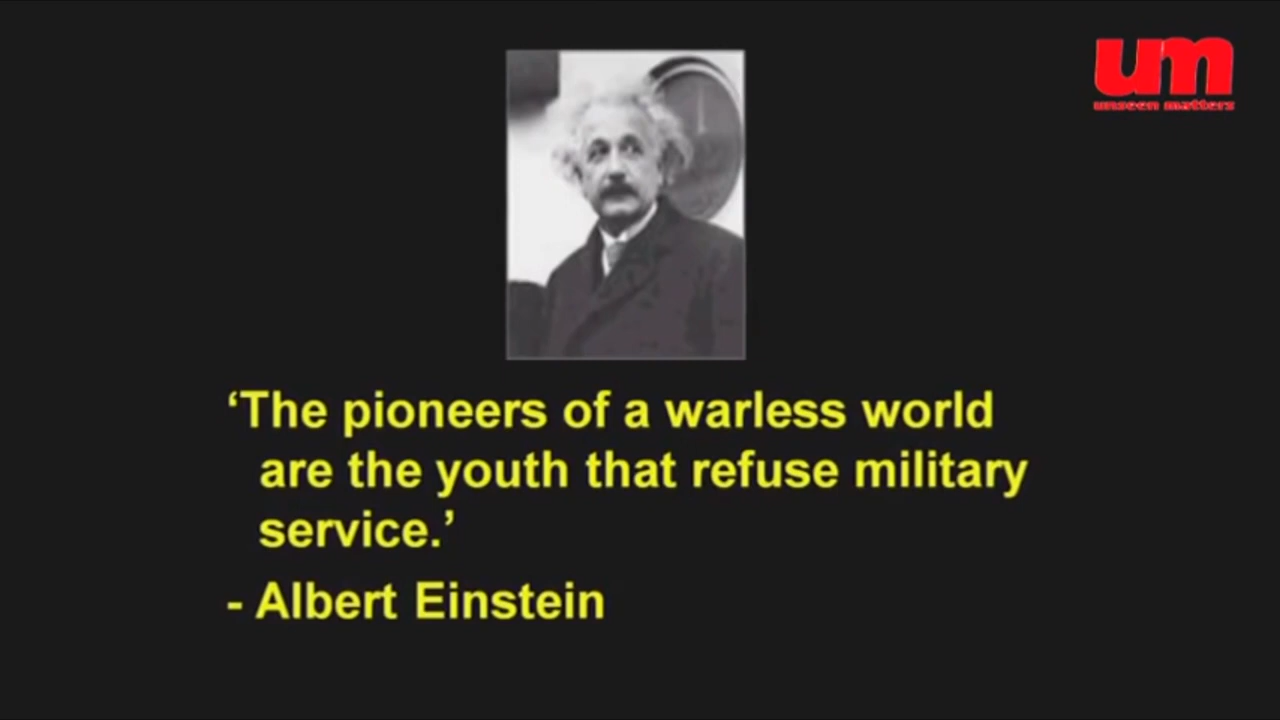 um
unseen matters
‘The pioneers of a warless world
are the youth that refuse military
service.’
- Albert Einstein